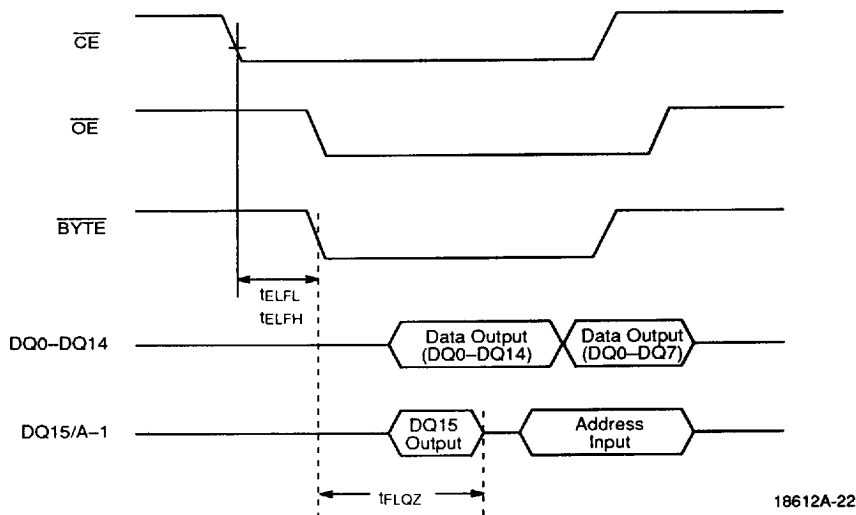 CE
OE
BYTE
tELFL
tELFH
DQ0–DQ14
Data Output
(DQ0–DQ14)
Data Output
(DQ0–DQ7)
DQ15/A–1
DQ15
Output
Address
Input
tFLQZ
18612A-22